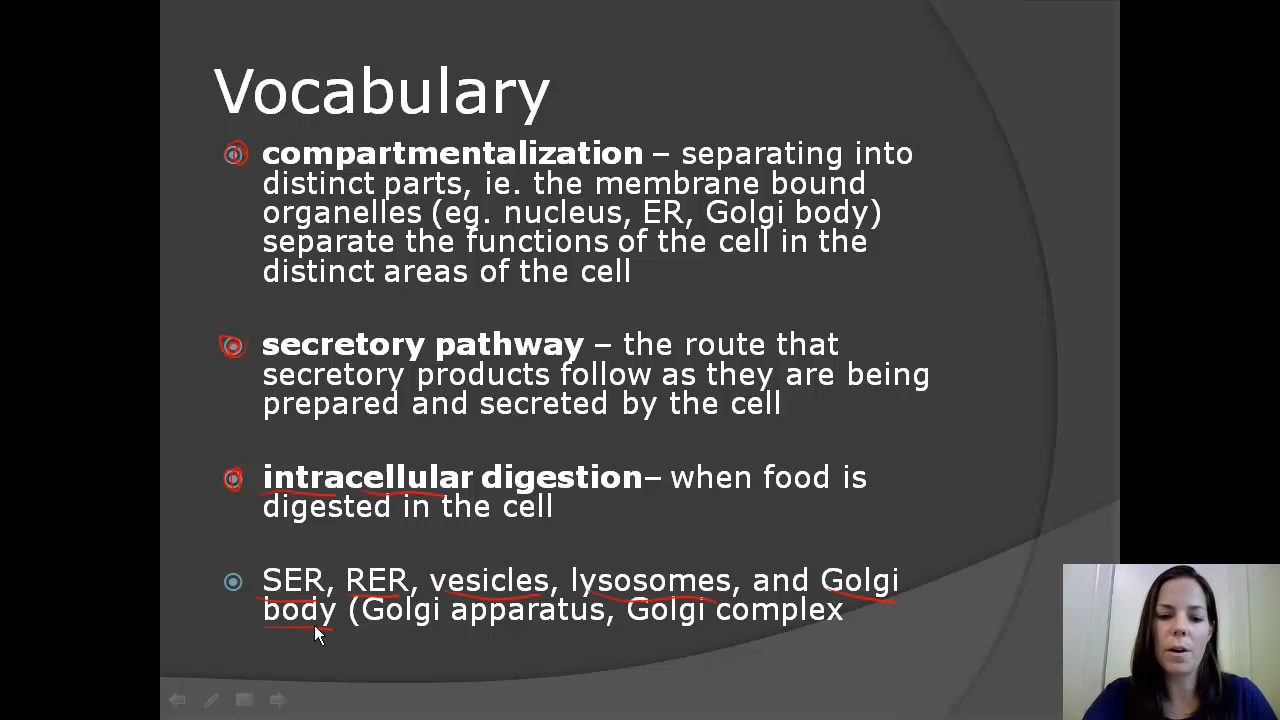 Vocabulary
compartmentalization – separating into
distinct parts, ie. the membrane bound
organelles (eg. nucleus, ER, Golgi body)
separate the functions of the cell in the
distinct areas of the cell
secretory pathway – the route that
secretory products follow as they are being
prepared and secreted by the cell
intracellular digestion– when food is
digested in the cell
SER, RER, vesicles, lysosomes, and Golgi
body (Golgi apparatus, Golgi complex